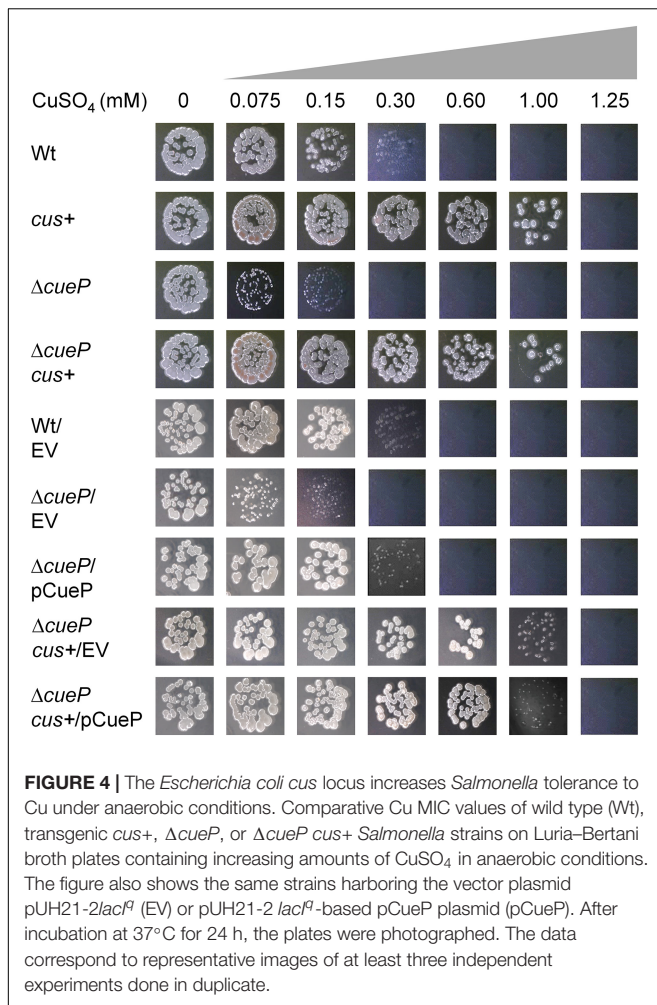 CuSO₄ (mM) 0 0.075 0.15 0.30 0.60 1.00 1.25
Wt
cus+
ΔcueP
ΔcueP
cus+
Wt/
EV
ΔcueP/
EV
ΔcueP/
pCueP
ΔcueP
cus+/EV
ΔcueP
cus+/pCueP
FIGURE 4 | The Escherichia coli cus locus increases Salmonella tolerance to
Cu under anaerobic conditions. Comparative Cu MIC values of wild type (Wt),
transgenic cus+, ΔcueP, or ΔcueP cus+ Salmonella strains on Luria–Bertani
broth plates containing increasing amounts of CuSO₄ in anaerobic conditions.
The figure also shows the same strains harboring the vector plasmid
pUH21-2lacIᵠ (EV) or pUH21-2 lacIᵠ-based pCueP plasmid (pCueP). After
incubation at 37°C for 24 h, the plates were photographed. The data
correspond to representative images of at least three independent
experiments done in duplicate.